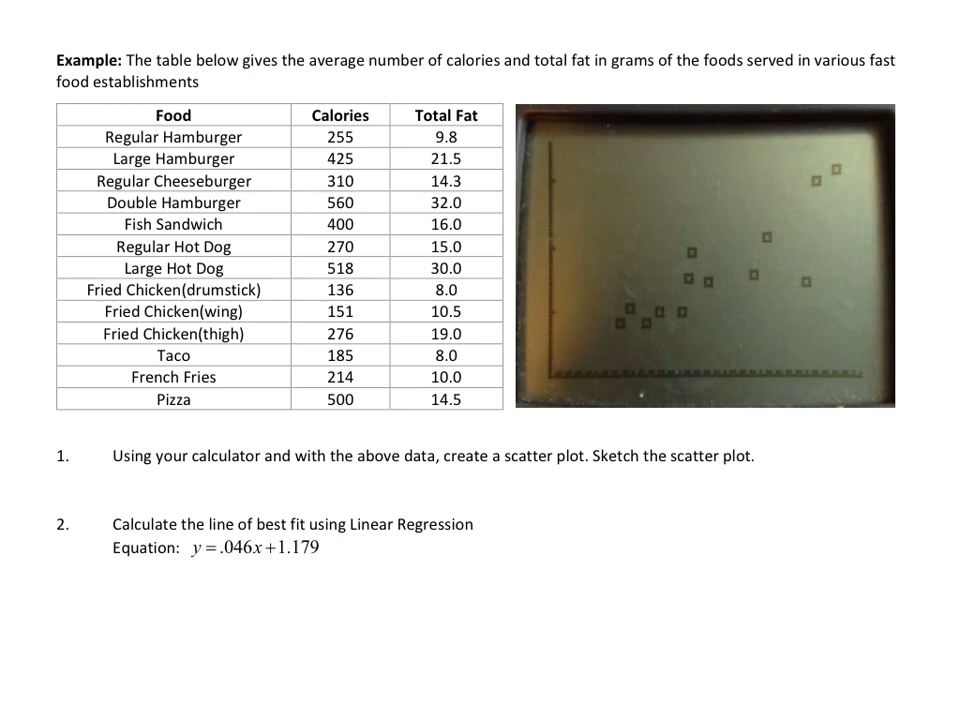 Example: The table below gives the average number of calories and total fat in grams of the foods served in various fast
food establishments
Food Calories Total Fat
Regular Hamburger 255 9.8
Large Hamburger 425 21.5
Regular Cheeseburger 310 14.3
Double Hamburger 560 32.0
Fish Sandwich 400 16.0
Regular Hot Dog 270 15.0
Large Hot Dog 518 30.0
Fried Chicken(drumstick) 136 8.0
Fried Chicken(wing) 151 10.5
Fried Chicken(thigh) 276 19.0
Taco 185 8.0
French Fries 214 10.0
Pizza 500 14.5
1. Using your calculator and with the above data, create a scatter plot. Sketch the scatter plot.
2. Calculate the line of best fit using Linear Regression
Equation: y = .046x +1.179